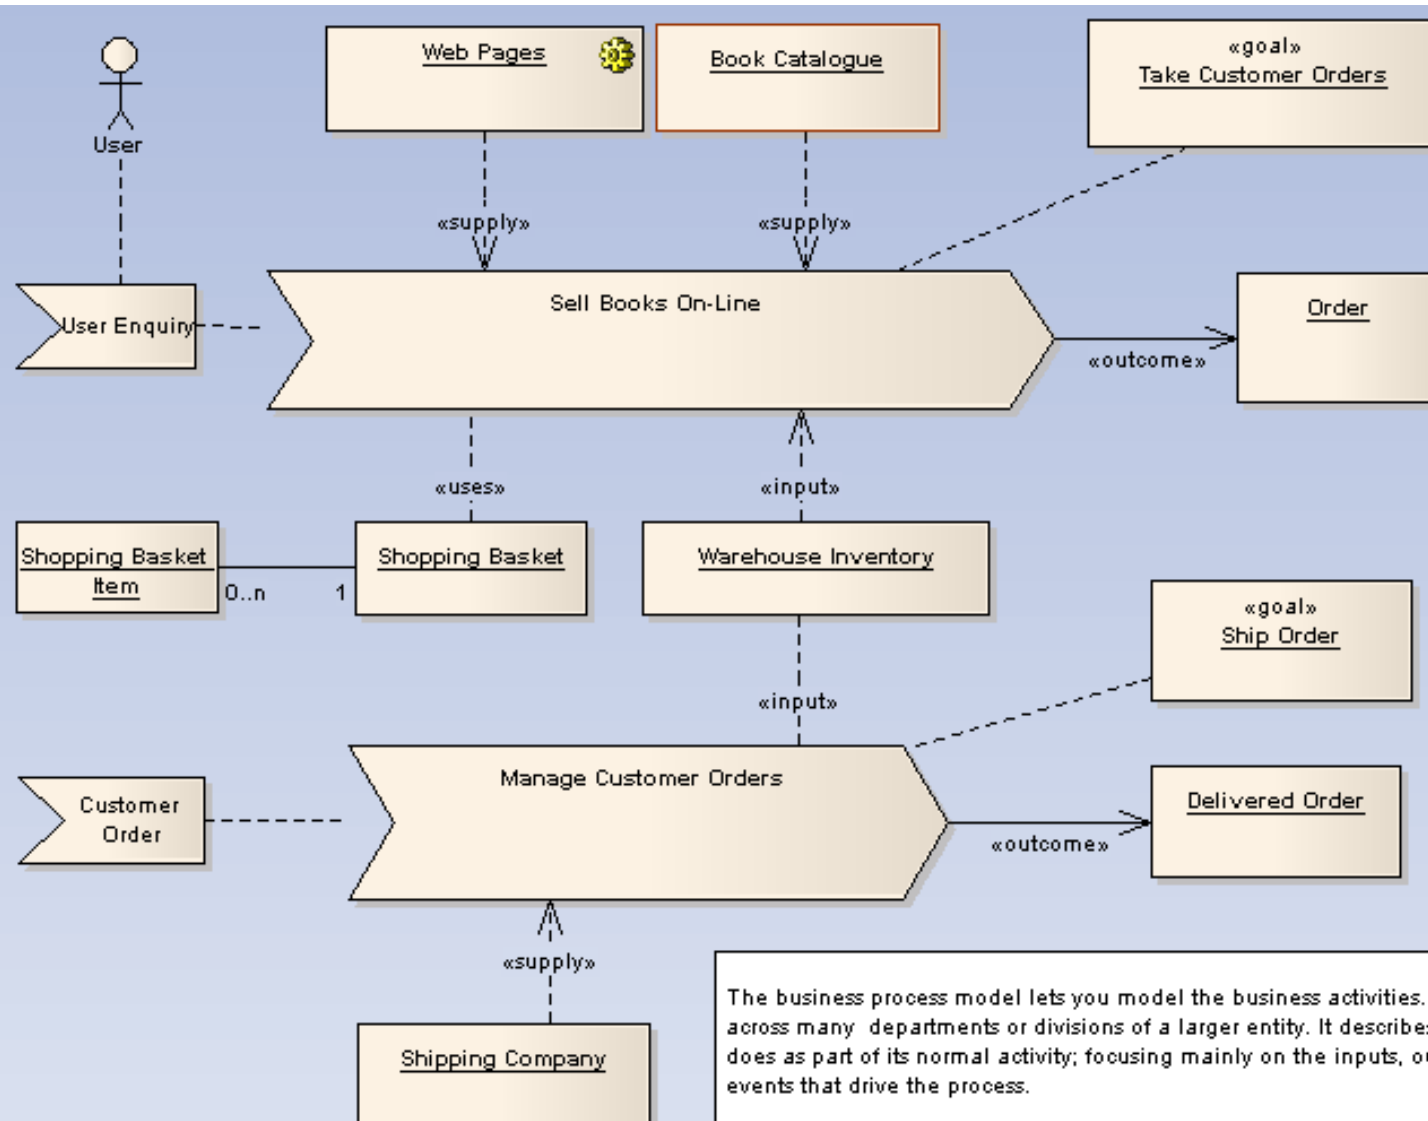 Web Pages
Book Catalogue
«goal»
Take Customer Orders
User
«supply»
«supply»
User Enquiry
Sell Books On-Line
Order
«outcome»
«uses»
«input»
Shopping Basket
Item
0..n
1
Shopping Basket
Warehouse Inventory
«goal»
Ship Order
«input»
Customer
Order
Manage Customer Orders
Delivered Order
«outcome»
«supply»
Shipping Company
The business process model lets you model the business activities.
across many departments or divisions of a larger entity. It
does as part of its normal activity; focusing mainly on the inputs,
events that drive the process.